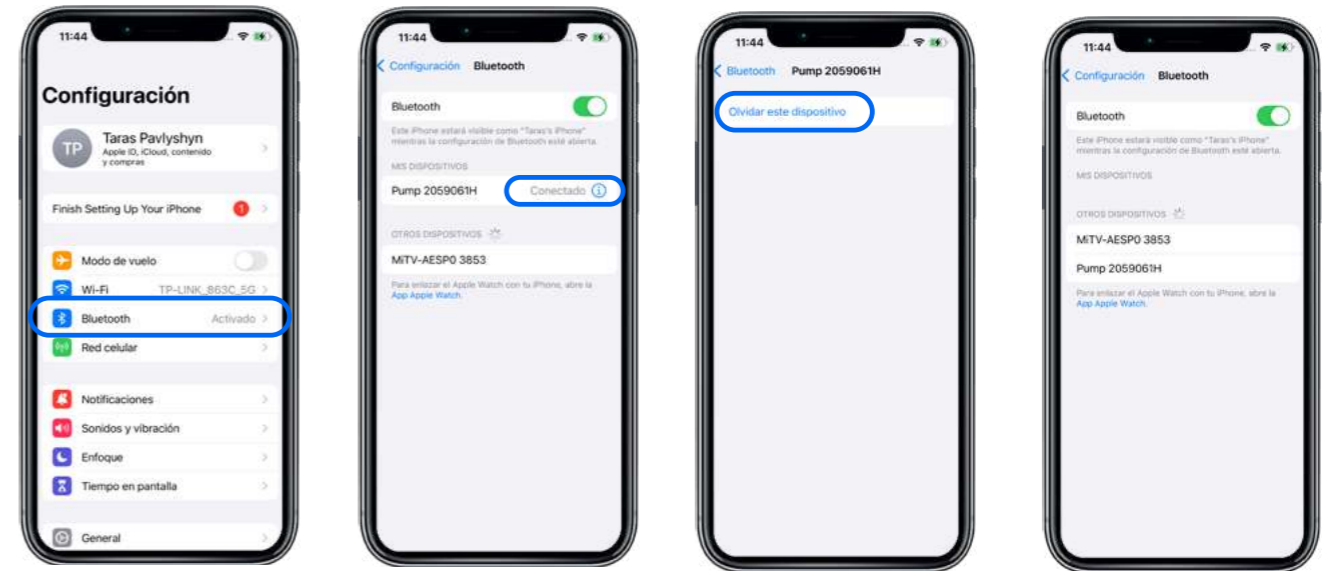 11:44
Configuración
TP
Taras Pavlyshyn
Apple ID, iCloud, contenido
y compras
Finish Setting Up Your iPhone 1
Modo de vuelo
Wi-Fi TP-LINK_863C_5G
Bluetooth Activado
Red celular
Notificaciones
Sonidos y vibración
Enfoque
Tiempo en pantalla
General
11:44
Configuración Bluetooth
Bluetooth
Este iPhone estará visible como "Taras's iPhone"
mientras la configuración de Bluetooth esté abierta.
MIS DISPOSITIVOS
Pump 2059061H Conectado
OTROS DISPOSITIVOS
MiTV-AESP0 3853
Para enlazar el Apple Watch con tu iPhone, abre la
App Apple Watch.
11:44
Bluetooth Pump 2059061H
Olvidar este dispositivo
11:44
Configuración Bluetooth
Bluetooth
Este iPhone estará visible como "Taras's iPhone"
mientras la configuración de Bluetooth esté abierta.
MIS DISPOSITIVOS
OTROS DISPOSITIVOS
MiTV-AESP0 3853
Pump 2059061H
Para enlazar el Apple Watch con tu iPhone, abre la
App Apple Watch.